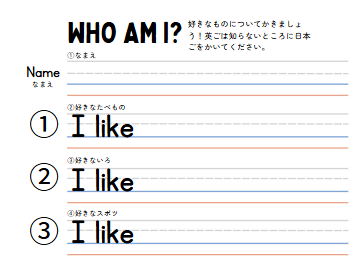 WHO AM I?
好きなものについてかきましょ
う！英ごは知らないところに日本
ごをかいてください。
①なまえ
Name
なまえ
②好きなたべもの
① I like
③好きないろ
② I like
④好きなスポツ
③ I like